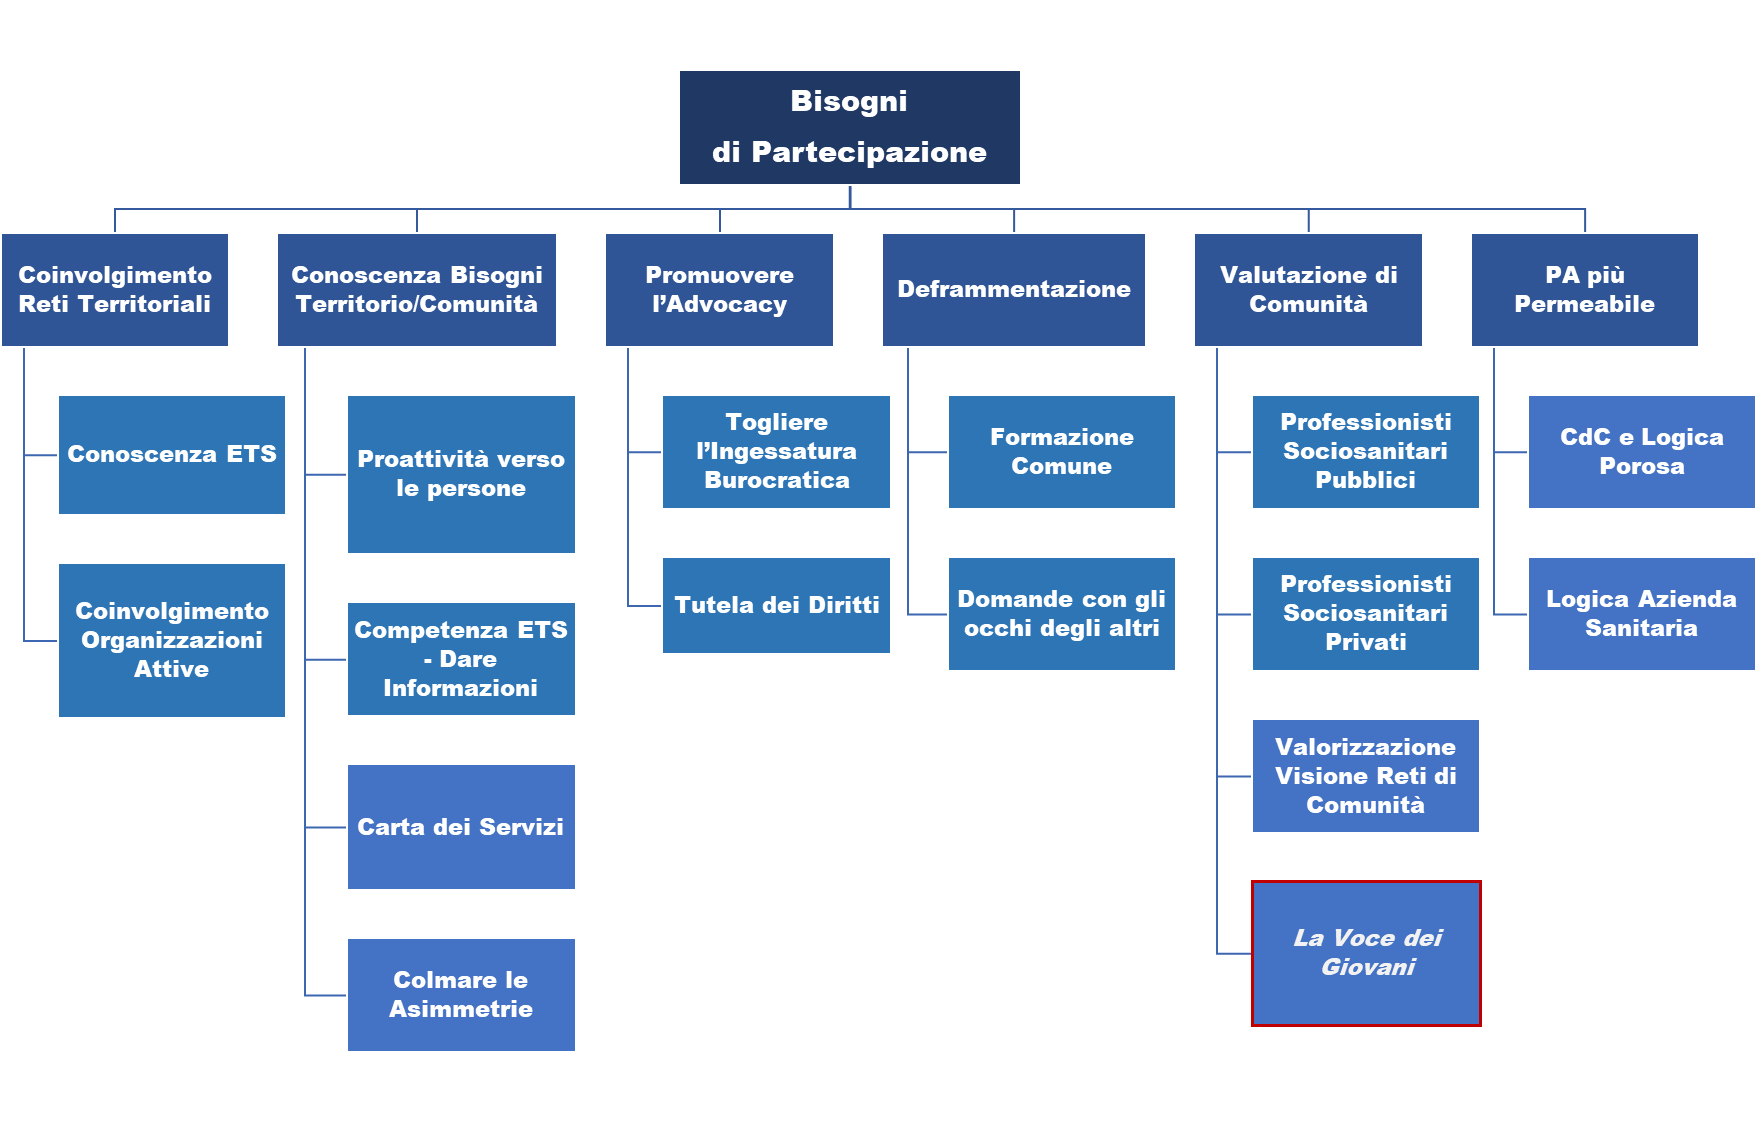 Bisogni
di Partecipazione
Coinvolgimento
Reti Territoriali
Conoscenza ETS
Coinvolgimento
Organizzazioni
Attive
Conoscenza Bisogni
Territorio/Comunità
Proattività verso
le persone
Competenza ETS
- Dare
Informazioni
Carta dei Servizi
Colmare le
Asimmetrie
Promuovere
l’Advocacy
Togliere
l’Ingessatura
Burocratica
Tutela dei Diritti
Deframmentazione
Formazione
Comune
Domande con gli
occhi degli altri
Valutazione di
Comunità
Professionisti
Sociosanitari
Pubblici
Professionisti
Sociosanitari
Privati
Valorizzazione
Visione Reti di
Comunità
La Voce dei
Giovani
PA più
Permeabile
CdC e Logica
Porosa
Logica Azienda
Sanitaria